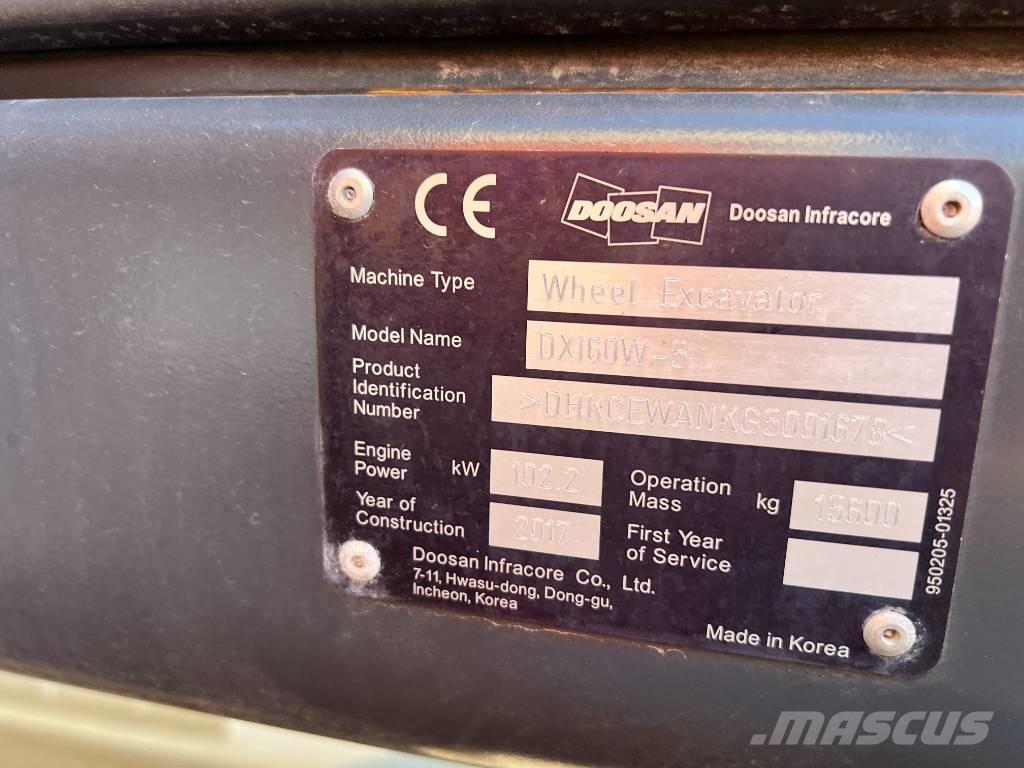 CE DOOSAN Doosan Infracore
Machine Type Wheel Excavator
Model Name DX160W-5
Product
Identification
Number >DHKCEWANKG5001678<
Engine
Power kW 102.2
Operation
Mass kg 15600
Year of
Construction 2017
First Year
of Service
Doosan Infracore Co., Ltd.
7-11, Hwasu-dong, Dong-gu,
Incheon, Korea
Made in Korea
950205-01325
MASCUS